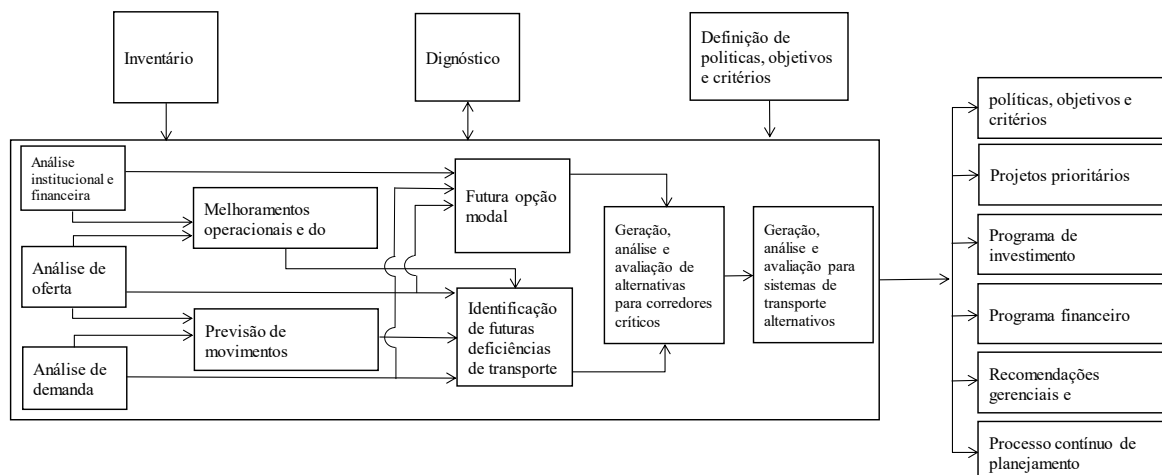 Inventário
Dignóstico
Definição de
politicas, objetivos
e critérios
Análise
institucional e
financeira
Análise de
oferta
Análise de
demanda
Melhoramentos
operacionais e do
Previsão de
movimentos
Futura opção
modal
Identificação
de futuras
deficiências
de transporte
Geração,
análise e
avaliação de
alternativas
para corredores
críticos
Geração,
análise e
avaliação para
sistemas de
transporte
alternativos
políticas, objetivos e
critérios
Projetos prioritários
Programa de
investimento
Programa financeiro
Recomendações
gerenciais e
Processo contínuo de
planejamento